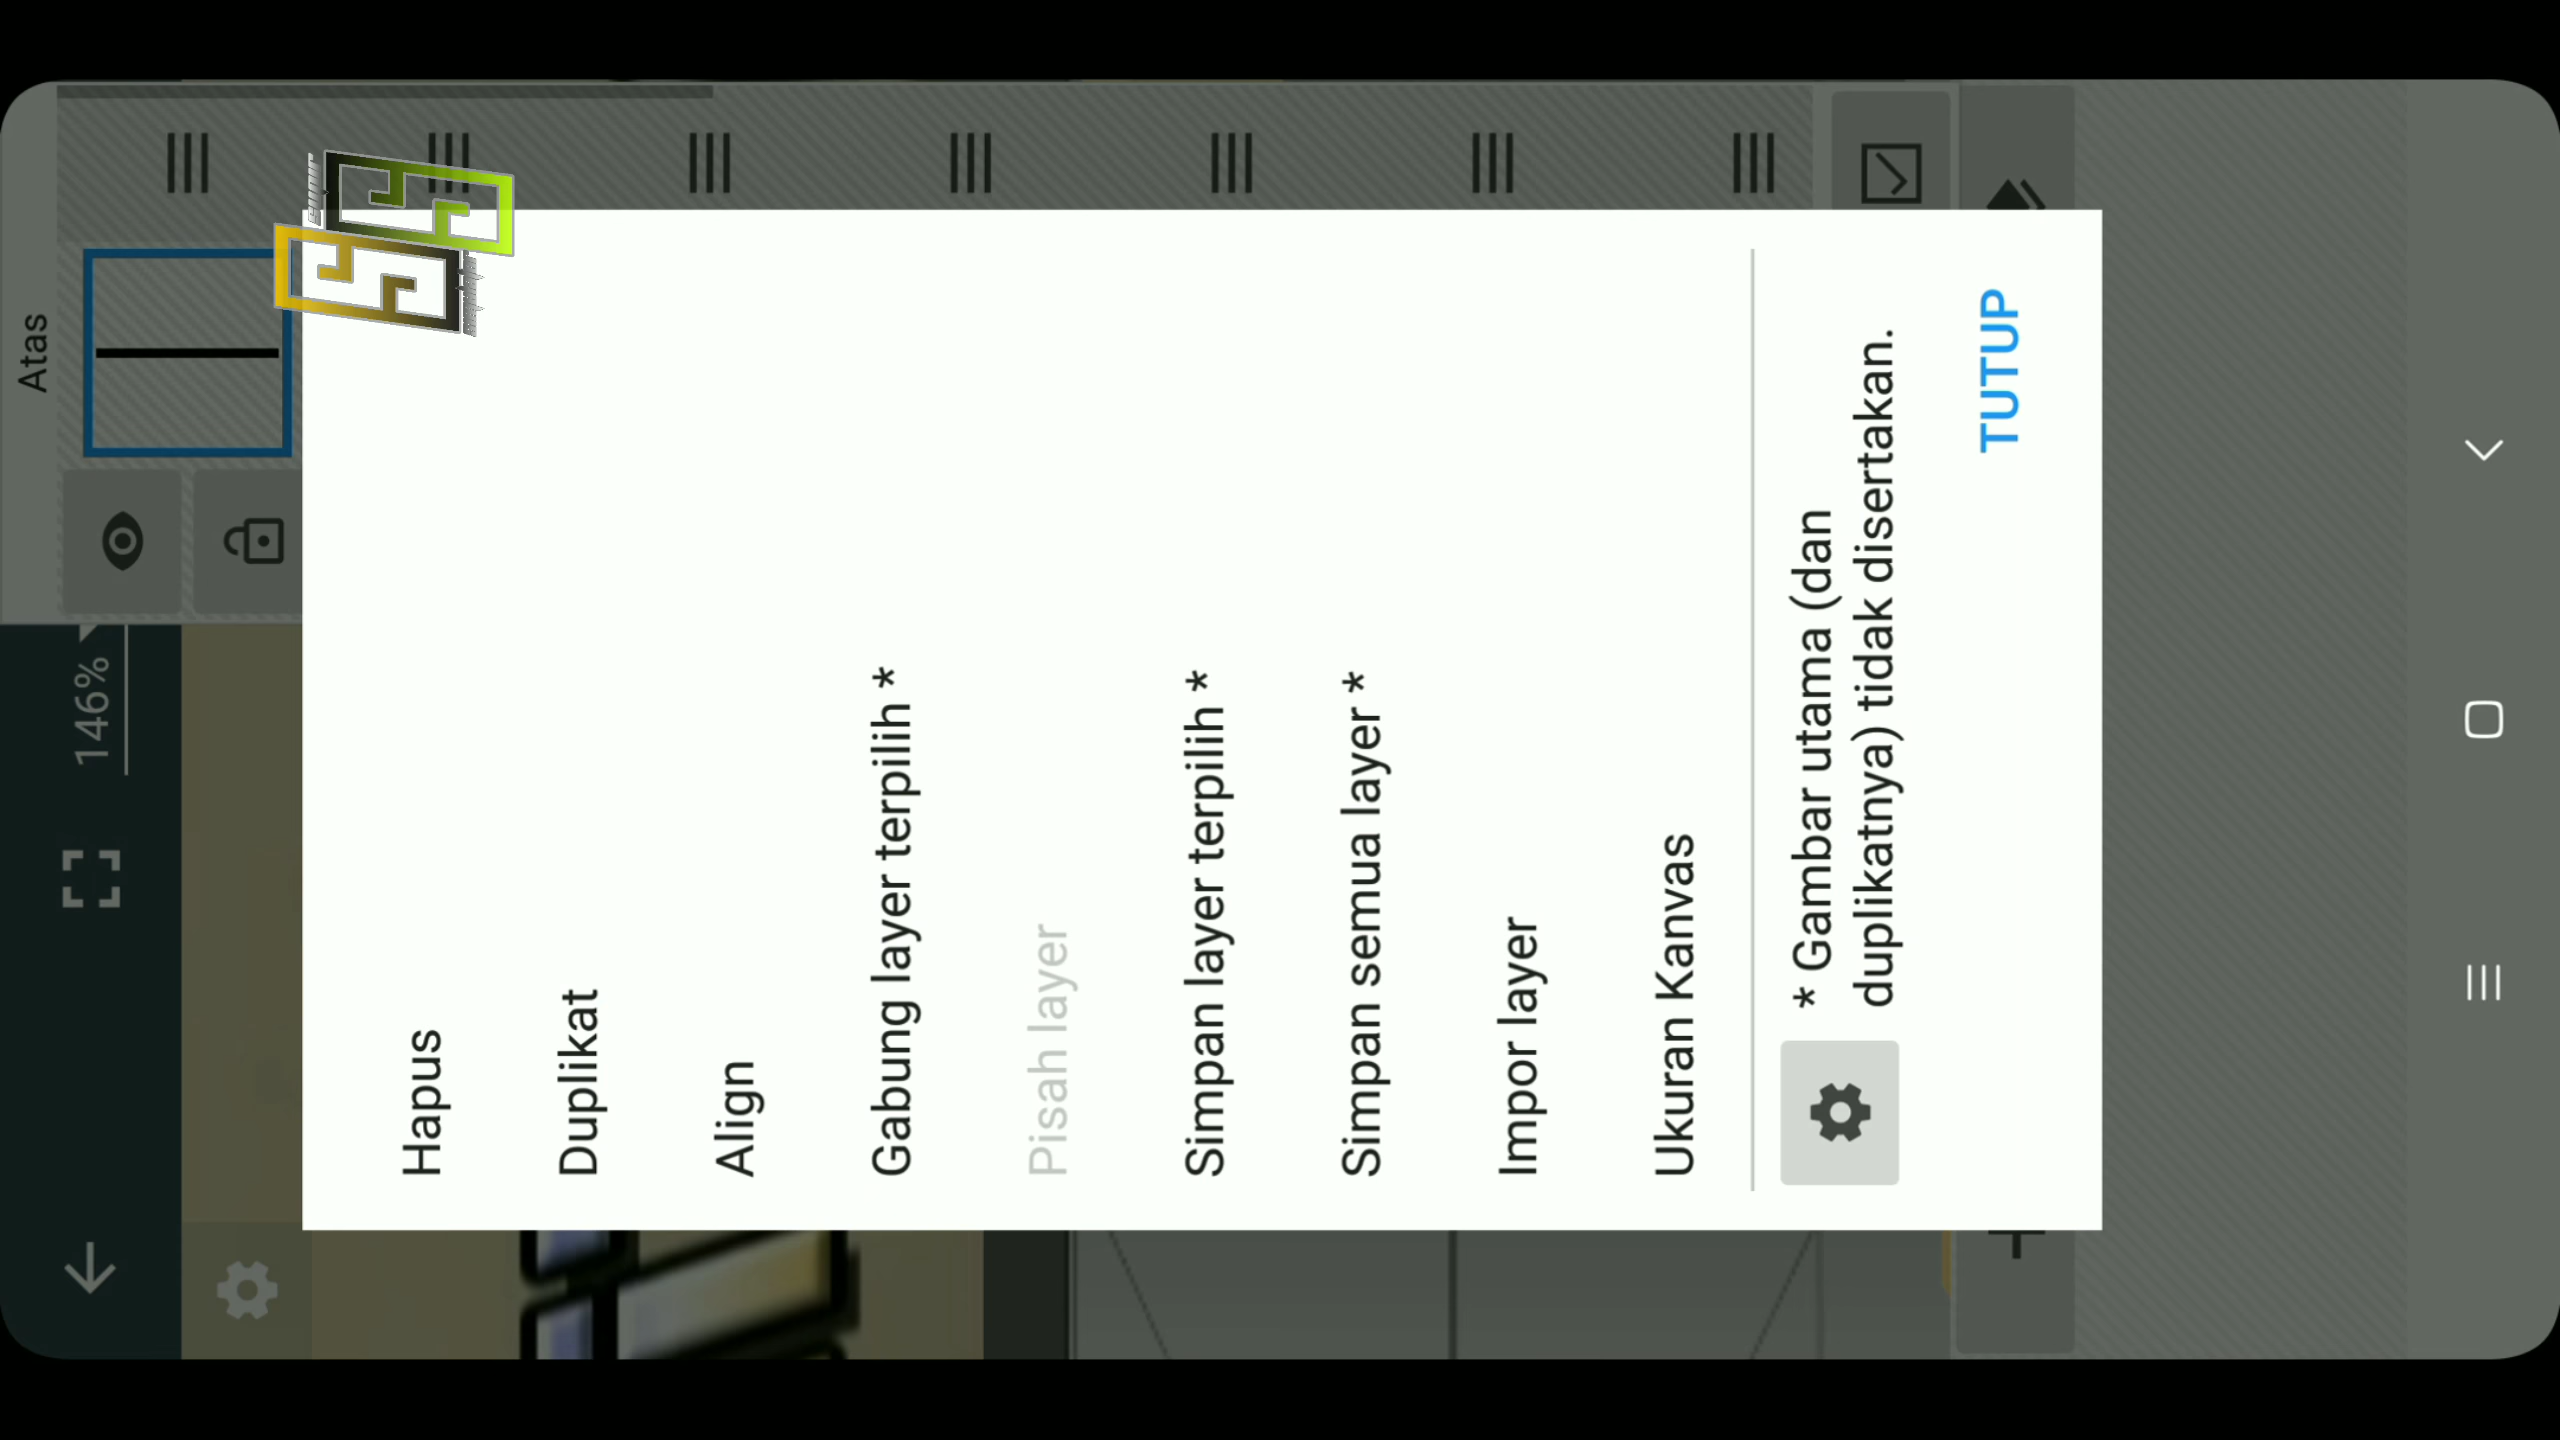 Atas
146%
Hapus
Duplikat
Align
Gabung layer terpilih *
Pisah layer
Simpan layer terpilih *
Simpan semua layer *
Impor layer
Ukuran Kanvas
* Gambar utama (dan
duplikatnya) tidak disertakan.
TUTUP